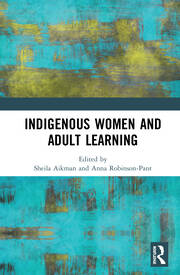 INDIGENOUS WOMEN AND
ADULT LEARNING
Edited by
Sheila Aikman and Anna Robinson-Pant
R
ROUTLEDGE